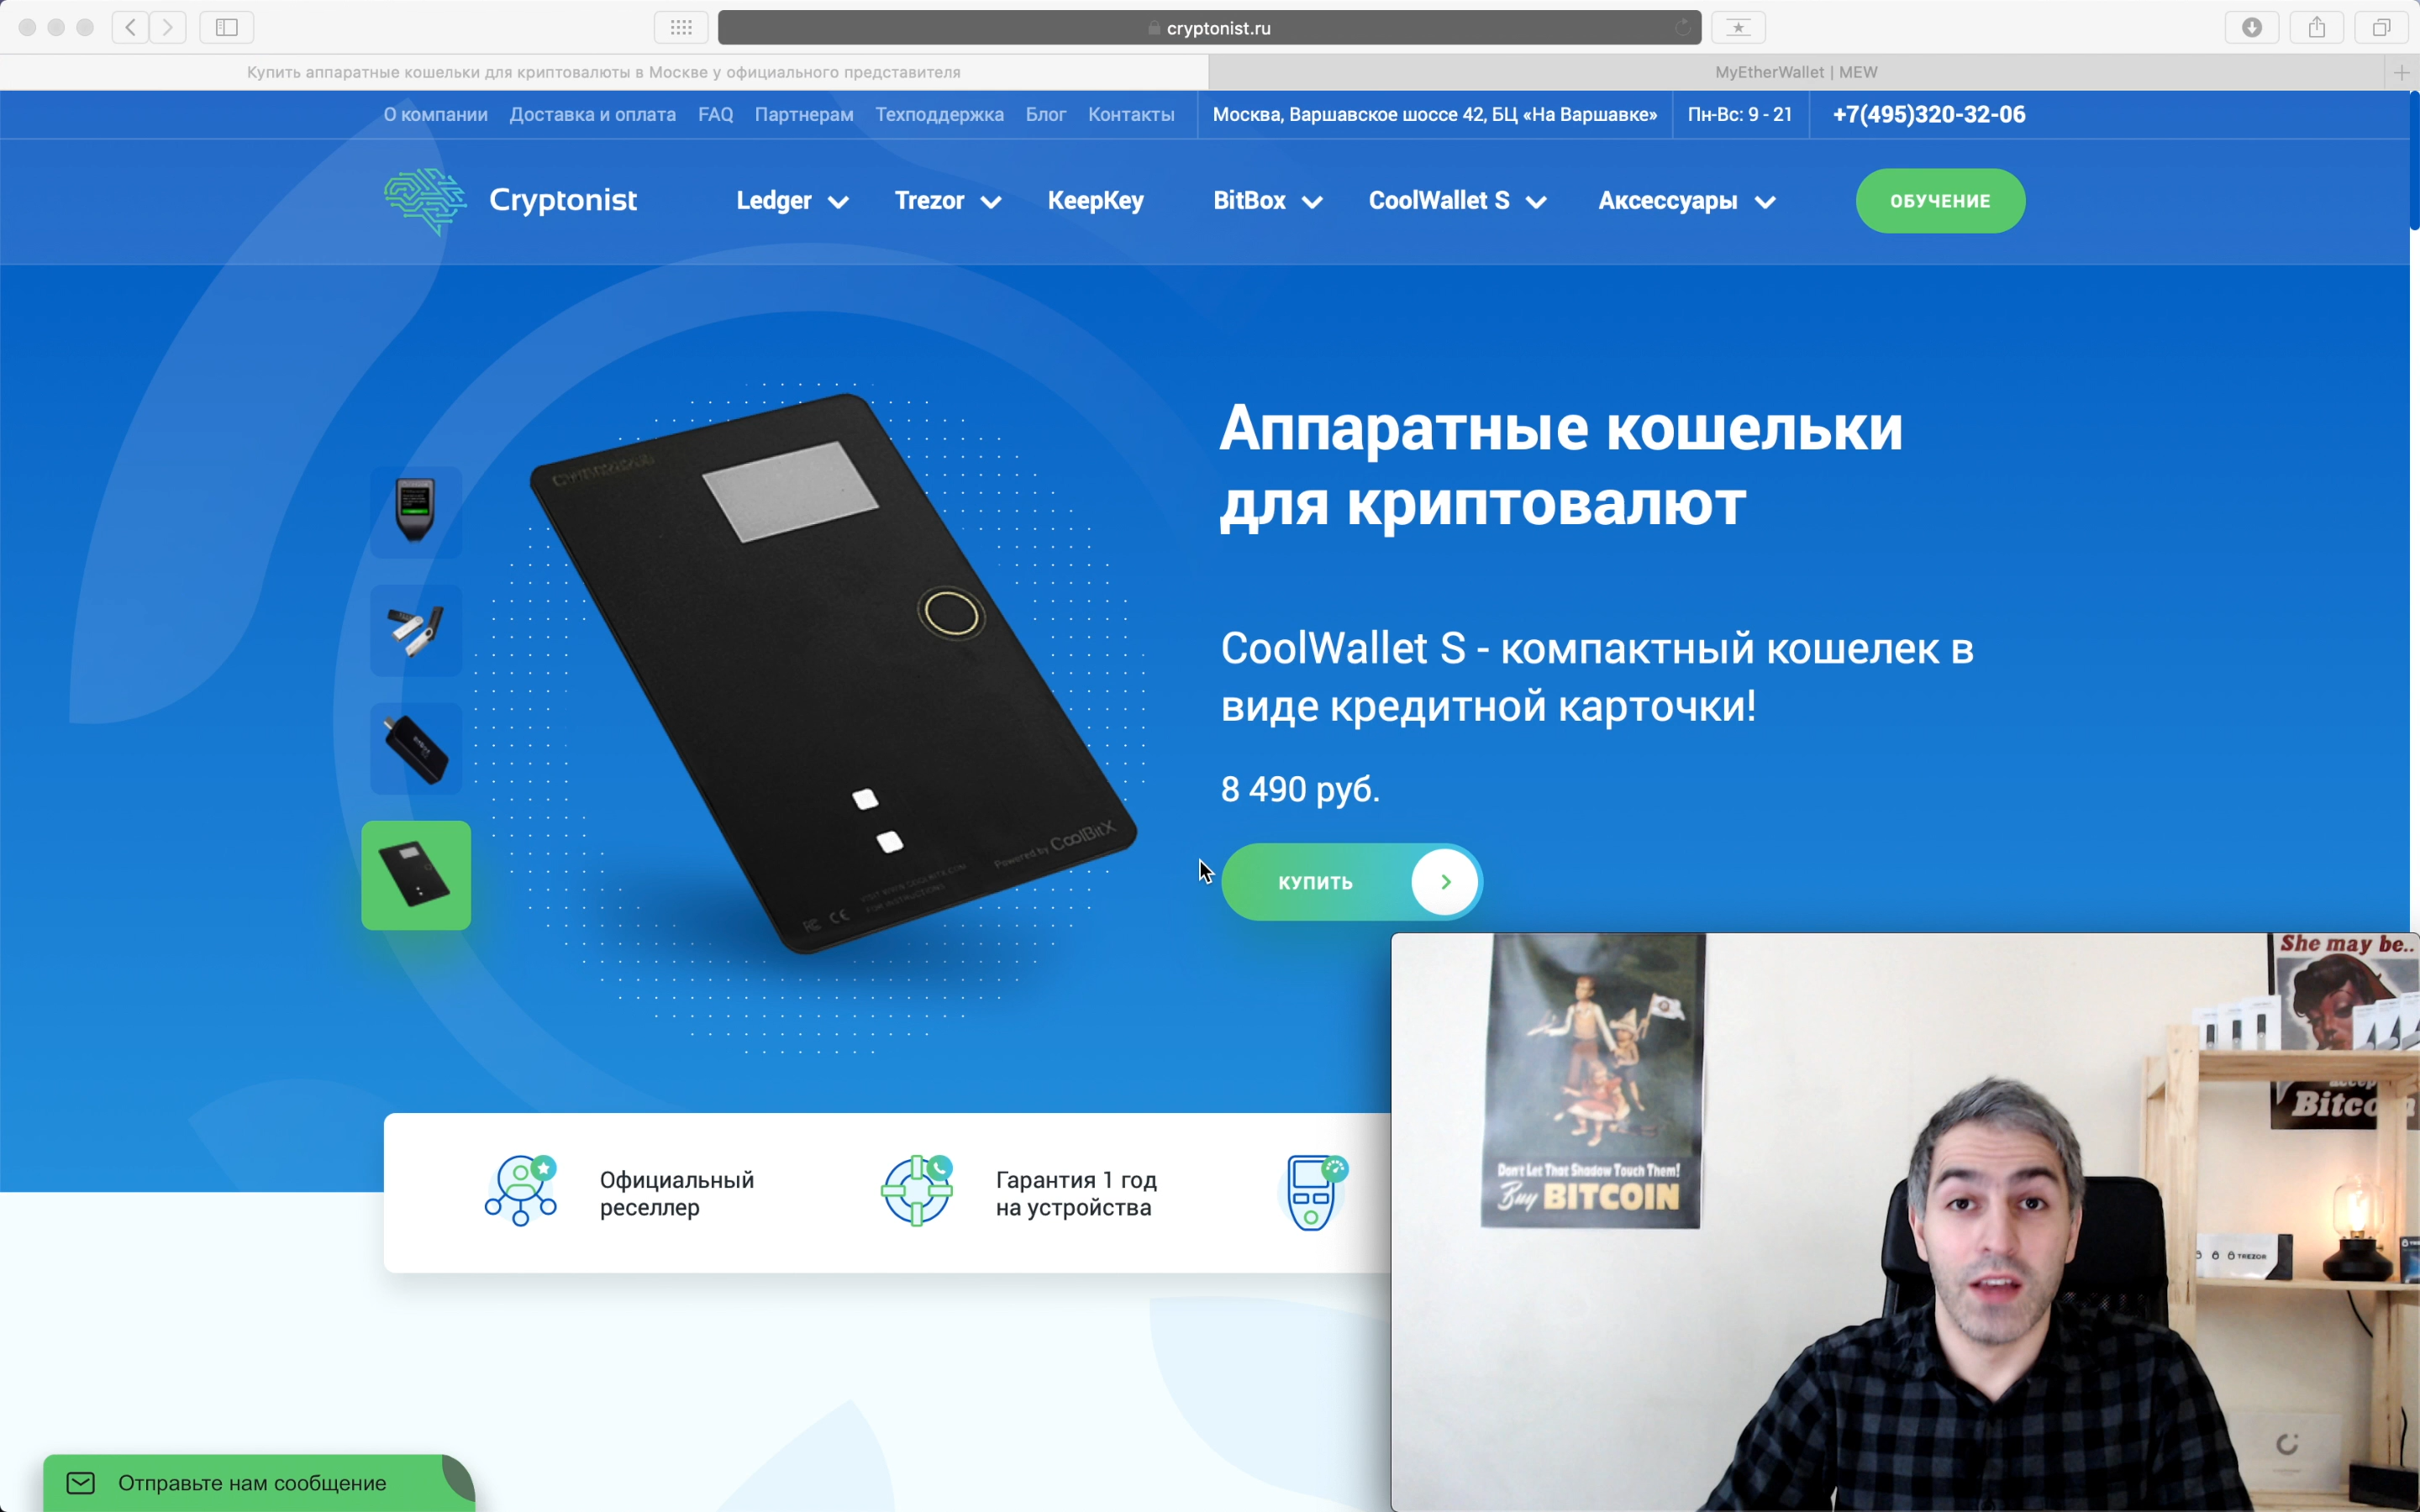 cryptonist.ru
Купить аппаратные кошельки для криптовалюты в Москве у официального представителя
MyEtherWallet | MEW
О компании
Доставка и оплата
FAQ
Партнерам
Техподдержка
Блог
Контакты
Москва, Варшавское шоссе 42, БЦ «На Варшавке»
Пн-Вс: 9 - 21
+7(495)320-32-06
Cryptonist
Ledger
Trezor
KeepKey
BitBox
CoolWallet S
Аксессуары
ОБУЧЕНИЕ
Аппаратные кошельки
для криптовалют
CoolWallet S - компактный кошелек в
виде кредитной карточки!
8 490 руб.
КУПИТЬ
Powered by CoolBitX
FOR INSTRUCTIONS
Официальный
реселлер
Гарантия 1 год
на устройства
She may be..
Bitco
Don't Let That Shadow Touch Them!
Buy BITCOIN
TREZOR
Отправьте нам сообщение